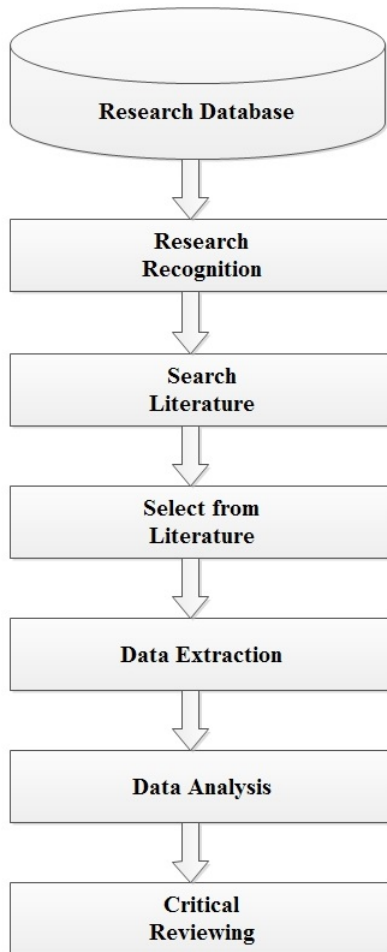 Research Database
Research
Recognition
Search
Literature
Select from
Literature
Data Extraction
Data Analysis
Critical
Reviewing